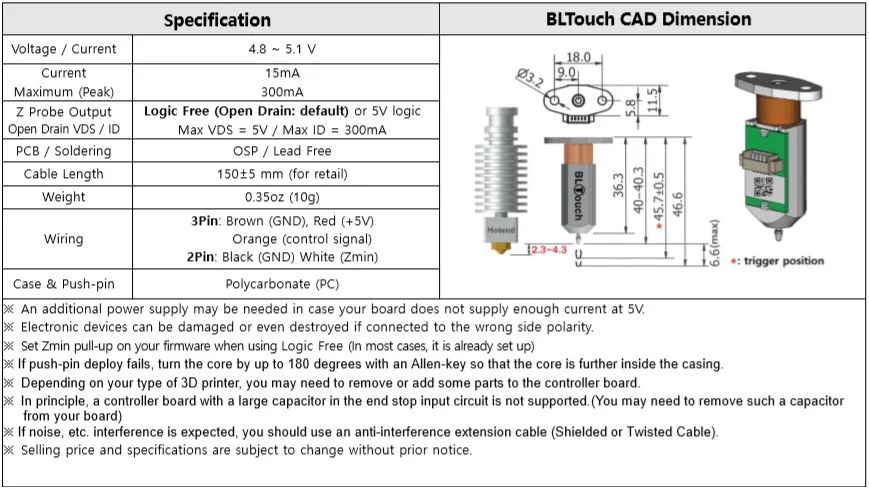 Specification
Voltage / Current 4.8 ~ 5.1 V
Current 15mA
Maximum (Peak) 300mA
Z Probe Output Logic Free (Open Drain: default) or 5V logic
Open Drain VDS / ID Max VDS = 5V / Max ID = 300mA
PCB / Soldering OSP / Lead Free
Cable Length 150±5 mm (for retail)
Weight 0.35oz (10g)
Wiring
3Pin: Brown (GND), Red (+5V)
Orange (control signal)
2Pin: Black (GND) White (Zmin)
Case & Push-pin Polycarbonate (PC)
BLTouch CAD Dimension
18.0
9.0
Ø3.2
5.8
11.5
Hotend
BLTouch
36.3
40~40.3
*45.7±0.5
46.6
6.6(max)
2.3~4.3
*: trigger position
※ An additional power supply may be needed in case your board does not supply enough current at 5V.
※ Electronic devices can be damaged or even destroyed if connected to the wrong side polarity.
※ Set Zmin pull-up on your firmware when using Logic Free (In most cases, it is already set up)
※ If push-pin deploy fails, turn the core by up to 180 degrees with an Allen-key so that the core is further inside the casing.
※ Depending on your type of 3D printer, you may need to remove or add some parts to the controller board.
※ In principle, a controller board with a large capacitor in the end stop input circuit is not supported.(You may need to remove such a capacitor
from your board)
※ If noise, etc. interference is expected, you should use an anti-interference extension cable (Shielded or Twisted Cable).
※ Selling price and specifications are subject to change without prior notice.